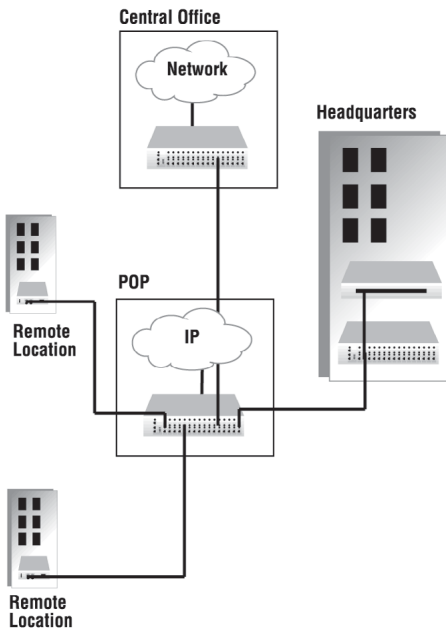 Central Office
Network
Headquarters
POP
IP
Remote
Location
Remote
Location